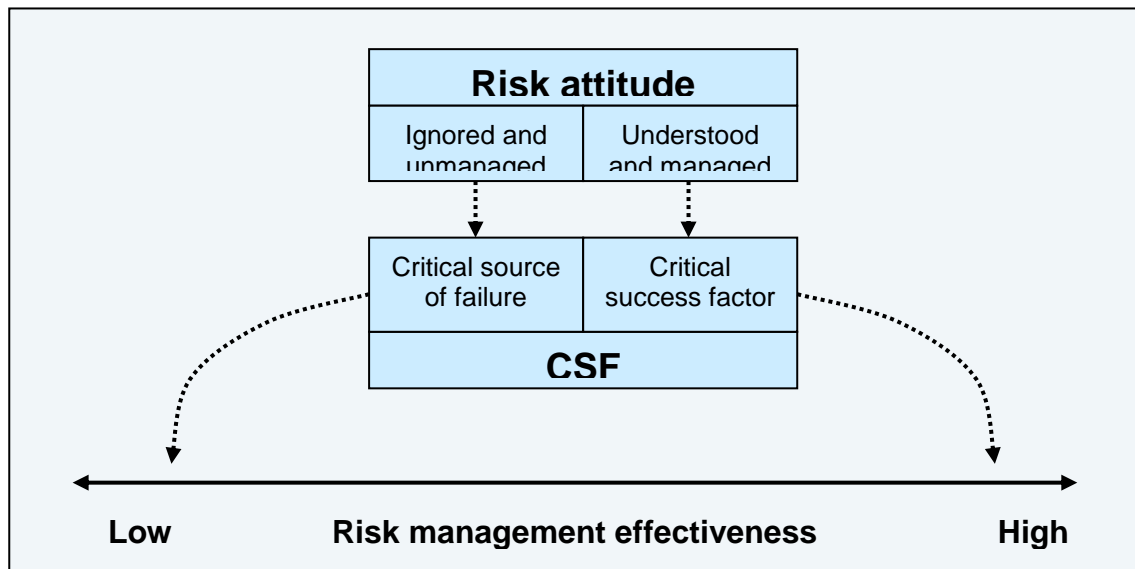 Risk attitude
Ignored and
unmanaged
Understood
and managed
Critical source
of failure
Critical
success factor
CSF
Low
Risk management effectiveness
High